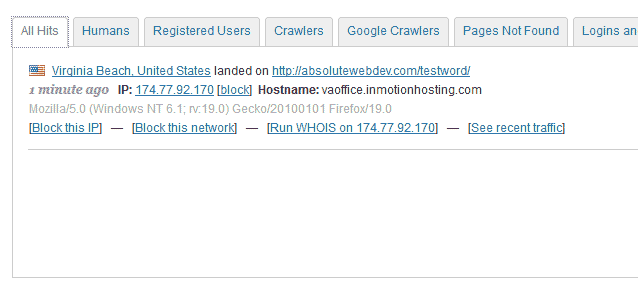 All Hits Humans Registered Users Crawlers Google Crawlers Pages Not Found Logins an
Virginia Beach, United States landed on http://absolutewebdev.com/testword/
1 minute ago IP: 174.77.92.170 [block] Hostname: vaoffice.inmotionhosting.com
Mozilla/5.0 (Windows NT 6.1; rv:19.0) Gecko/20100101 Firefox/19.0
[Block this IP] — [Block this network] — [Run WHOIS on 174.77.92.170] — [See recent traffic]